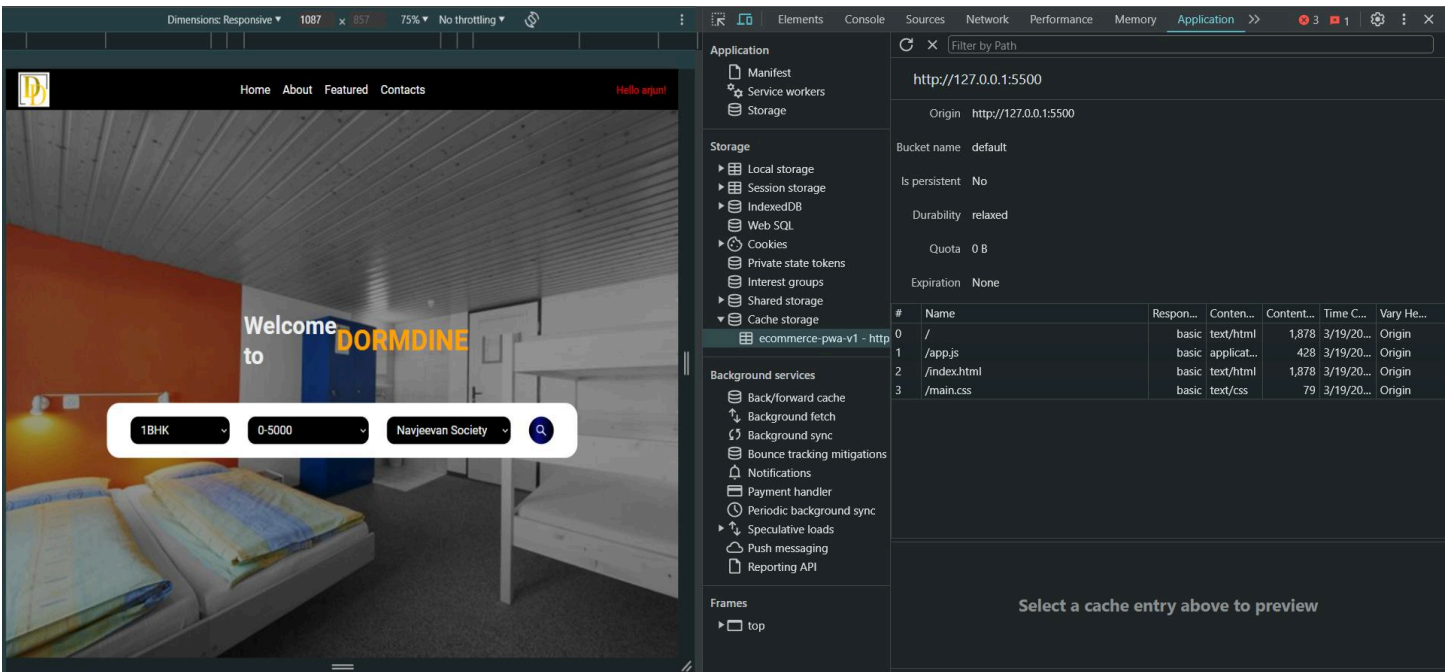 Dimensions: Responsive ▼ 1087 x 857 75% ▼ No throttling ▼
DD
Home About Featured Contacts Hello arjun!
Welcome to
DORMDINE
1BHK 0-5000 Navjeevan Society
Elements Console Sources Network Performance Memory Application 3 1
Application
Manifest
Service workers
Storage
Storage
Local storage
Session storage
IndexedDB
Web SQL
Cookies
Private state tokens
Interest groups
Shared storage
Cache storage
ecommerce-pwa-v1 - http
Background services
Back/forward cache
Background fetch
Background sync
Bounce tracking mitigations
Notifications
Payment handler
Periodic background sync
Speculative loads
Push messaging
Reporting API
Frames
top
Filter by Path
http://127.0.0.1:5500
Origin http://127.0.0.1:5500
Bucket name default
Is persistent No
Durability relaxed
Quota 0 B
Expiration None
# Name Respon... Conten... Content... Time C... Vary He...
0 / basic text/html 1,878 3/19/20... Origin
1 /app.js basic applicat... 428 3/19/20... Origin
2 /index.html basic text/html 1,878 3/19/20... Origin
3 /main.css basic text/css 79 3/19/20... Origin
Select a cache entry above to preview